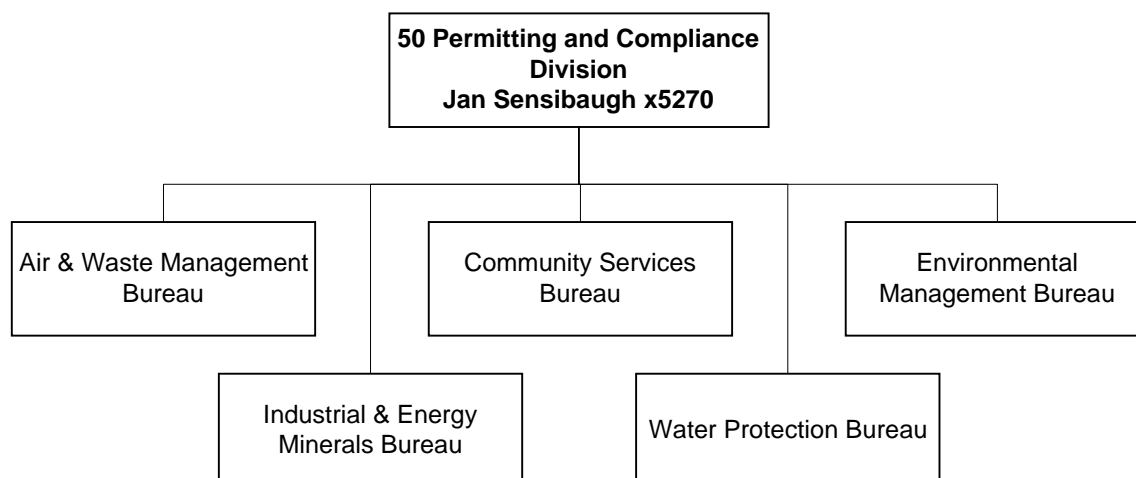 50 Permitting and Compliance
Division
Jan Sensibaugh x5270
Air & Waste Management
Bureau
Community Services
Bureau
Environmental
Management Bureau
Industrial & Energy
Minerals Bureau
Water Protection Bureau